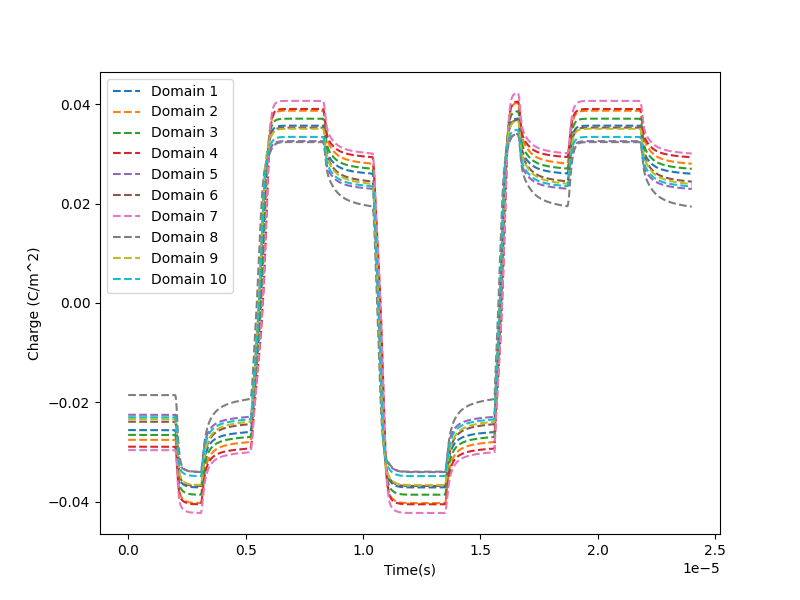 0.04
0.02
0.00
−0.02
−0.04
Charge (C/m^2)
Domain 1
Domain 2
Domain 3
Domain 4
Domain 5
Domain 6
Domain 7
Domain 8
Domain 9
Domain 10
0.0 0.5 1.0 1.5 2.0 2.5
1e−5
Time(s)